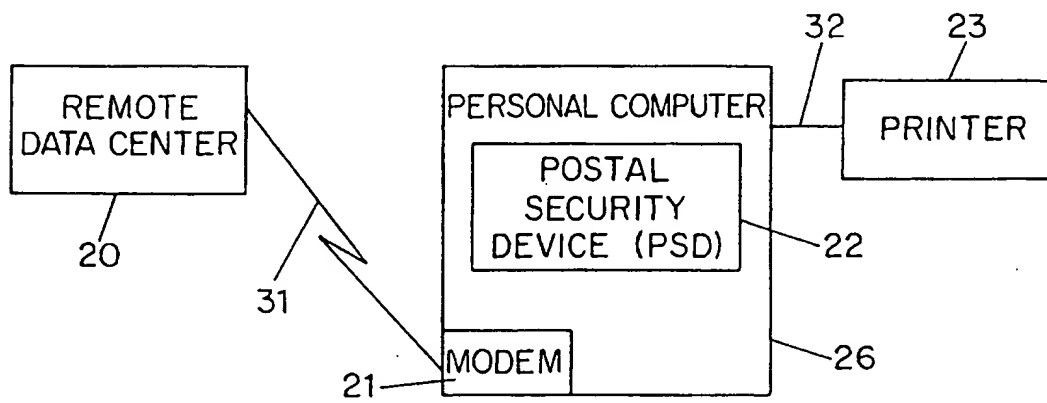 32
23
REMOTE
DATA CENTER
PERSONAL COMPUTER
PRINTER
POSTAL
SECURITY
DEVICE (PSD)
20
31
22
MODEM
21
26